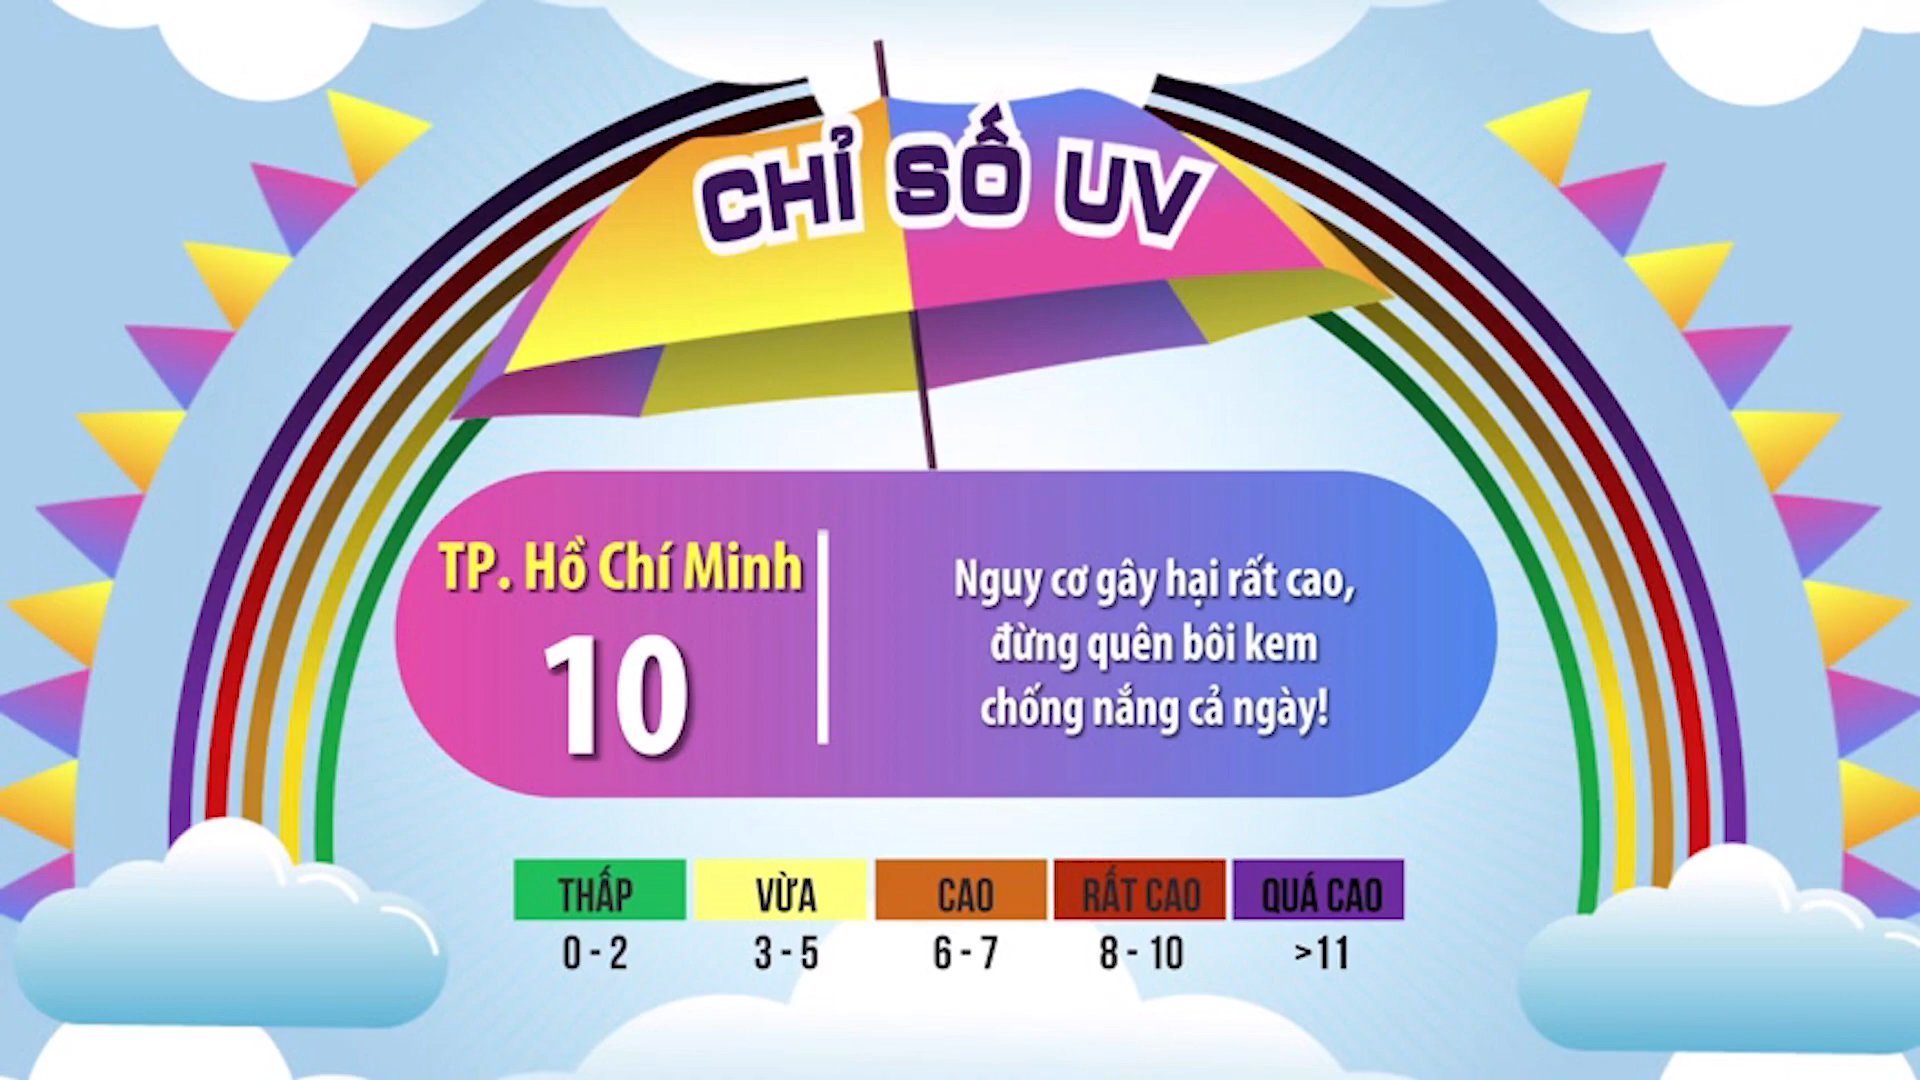 CHỈ SỐ UV
TP. Hồ Chí Minh
10
Nguy cơ gây hại rất cao,
đừng quên bôi kem
chống nắng cả ngày!
THẤP VỪA CAO RẤT CAO QUÁ CAO
0 - 2 3 - 5 6 - 7 8 - 10 >11